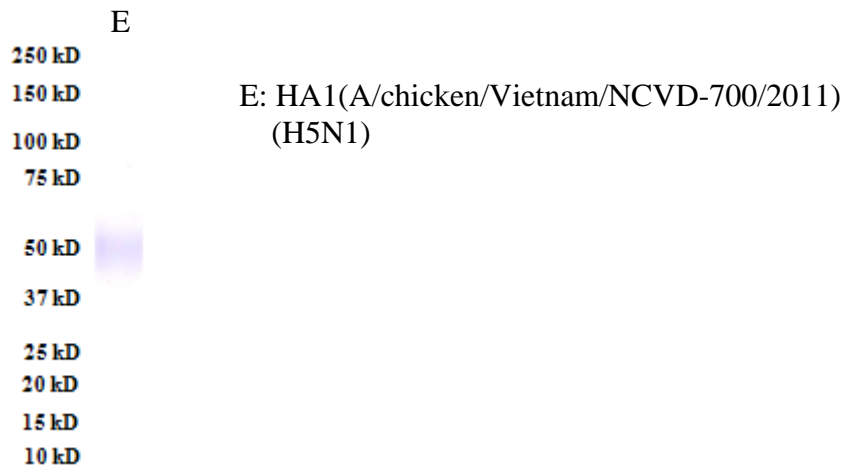 E
250 kD
150 kD
E: HA1(A/chicken/Vietnam/NCVD-700/2011)
(H5N1)
100 kD
75 kD
50 kD
37 kD
25 kD
20 kD
15 kD
10 kD